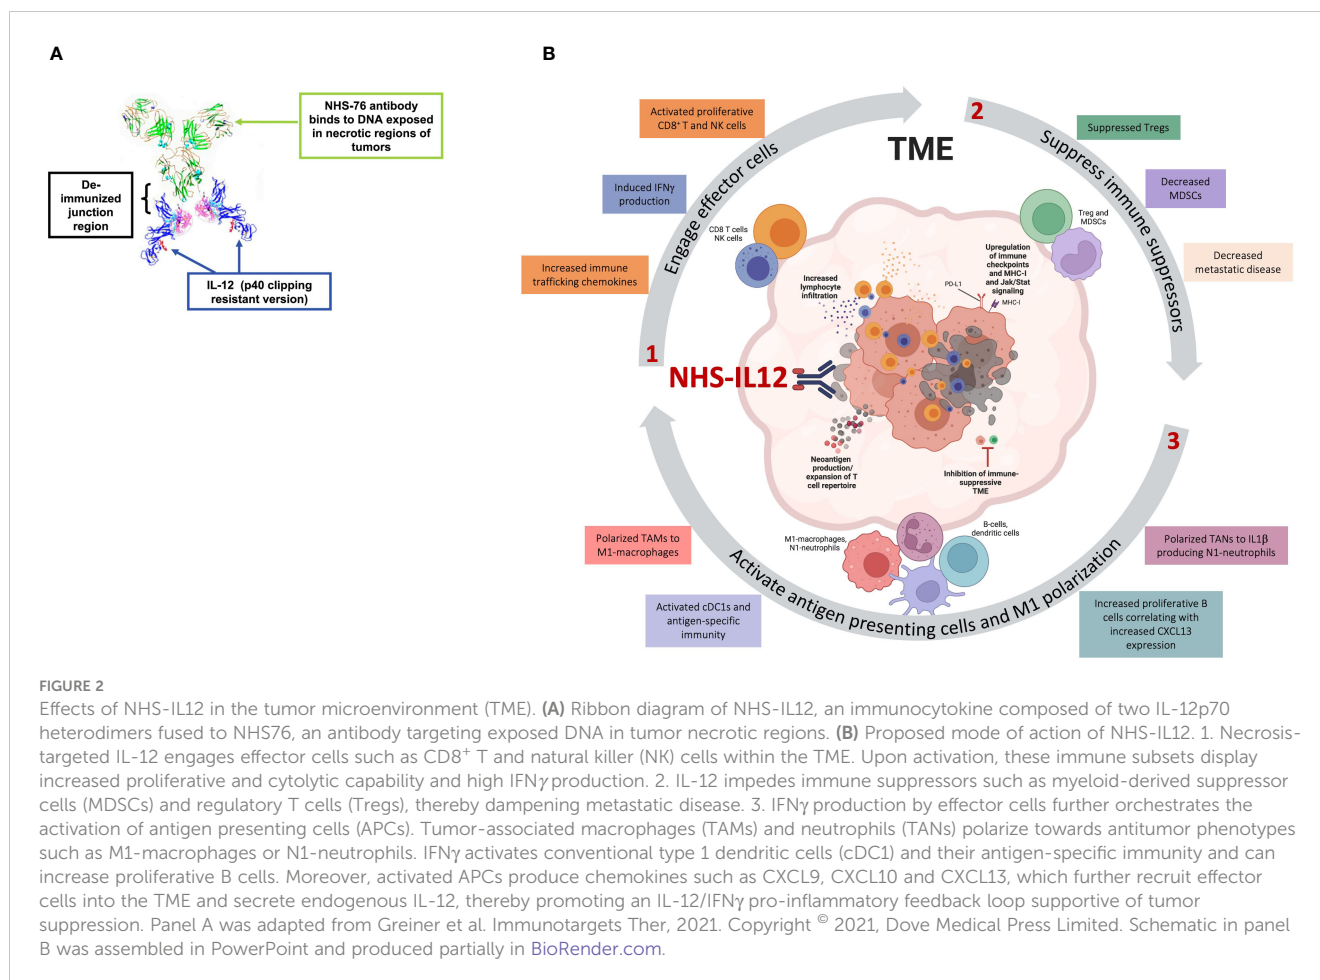 A
NHS-76 antibody
binds to DNA exposed
in necrotic regions of
tumors
De-
immunized
junction
region
IL-12 (p40 clipping
resistant version)
B
TME
1
Engage effector cells
Activated proliferative
CD8⁺ T and NK cells
Induced IFNγ
production
Increased immune
trafficking chemokines
CD8 T cells
NK cells
2
Suppress immune suppressors
Suppressed Tregs
Decreased
MDSCs
Decreased
metastatic disease
Treg and
MDSCs
Increased
lymphocyte
infiltration
Upregulation
of immune
checkpoints
and MHC-I
and Jak/Stat
signaling
PD-L1
MHC-I
NHS-IL12
Neoantigen
production/
expansion of T
cell repertoire
Inhibition of immune-
suppressive
TME
3
Activate antigen presenting cells and M1 polarization
M1-macrophages,
N1-neutrophils
B-cells,
dendritic cells
Polarized TAMs to
M1-macrophages
Activated cDC1s and
antigen-specific
immunity
Polarized TANs to IL1β
producing N1-neutrophils
Increased proliferative B
cells correlating with
increased CXCL13
expression
FIGURE 2
Effects of NHS-IL12 in the tumor microenvironment (TME). (A) Ribbon diagram of NHS-IL12, an immunocytokine composed of two IL-12p70
heterodimers fused to NHS76, an antibody targeting exposed DNA in tumor necrotic regions. (B) Proposed mode of action of NHS-IL12. 1. Necrosis-
targeted IL-12 engages effector cells such as CD8⁺ T and natural killer (NK) cells within the TME. Upon activation, these immune subsets display
increased proliferative and cytolytic capability and high IFNγ production. 2. IL-12 impedes immune suppressors such as myeloid-derived suppressor
cells (MDSCs) and regulatory T cells (Tregs), thereby dampening metastatic disease. 3. IFNγ production by effector cells further orchestrates the
activation of antigen presenting cells (APCs). Tumor-associated macrophages (TAMs) and neutrophils (TANs) polarize towards antitumor phenotypes
such as M1-macrophages or N1-neutrophils. IFNγ activates conventional type 1 dendritic cells (cDC1) and their antigen-specific immunity and can
increase proliferative B cells. Moreover, activated APCs produce chemokines such as CXCL9, CXCL10 and CXCL13, which further recruit effector
cells into the TME and secrete endogenous IL-12, thereby promoting an IL-12/IFNγ pro-inflammatory feedback loop supportive of tumor
suppression. Panel A was adapted from Greiner et al. Immunotargets Ther, 2021. Copyright © 2021, Dove Medical Press Limited. Schematic in panel
B was assembled in PowerPoint and produced partially in BioRender.com.